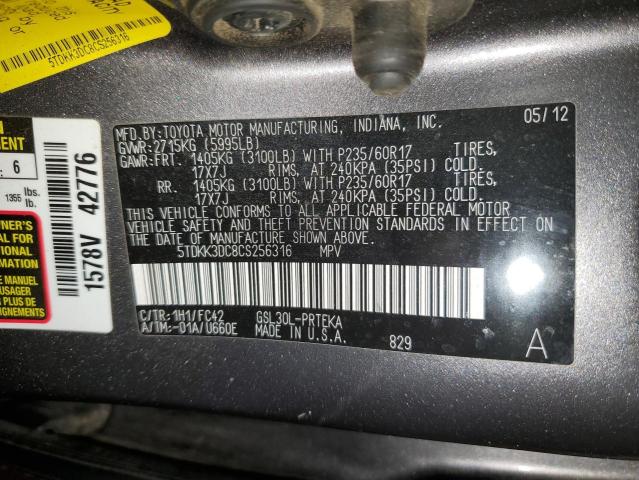 5TDKK3DC8CS256316
6
1355 lbs.
lb.
1578V 42776
MFD.BY:TOYOTA MOTOR MANUFACTURING, INDIANA, INC. 05/12
GVWR:2715KG (5995LB)
GAWR:FRT. 1405KG (3100LB) WITH P235/60R17 TIRES,
17X7J RIMS, AT 240KPA (35PSI) COLD.
RR. 1405KG (3100LB) WITH P235/60R17 TIRES,
17X7J RIMS, AT 240KPA (35PSI) COLD.
THIS VEHICLE CONFORMS TO ALL APPLICABLE FEDERAL MOTOR
VEHICLE SAFETY AND THEFT PREVENTION STANDARDS IN EFFECT ON
THE DATE OF MANUFACTURE SHOWN ABOVE.
5TDKK3DC8CS256316 MPV
C/TR:1H1/FC42 GSL30L-PRTEKA
A/TM:-01A/U660E MADE IN U.S.A. 829 A